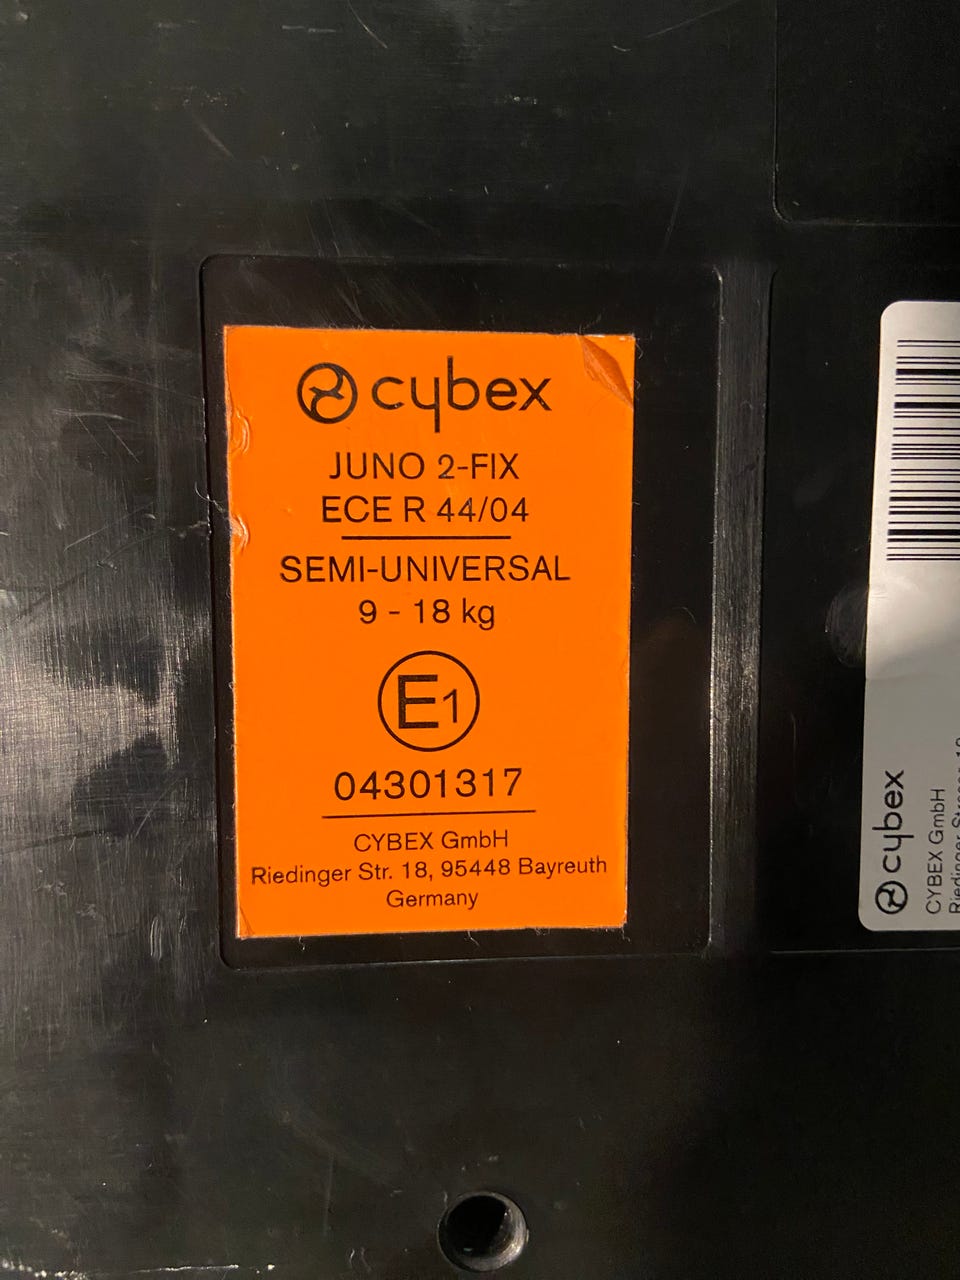 cybex
JUNO 2-FIX
ECE R 44/04
SEMI-UNIVERSAL
9 - 18 kg
E1
04301317
CYBEX GmbH
Riedinger Str. 18, 95448 Bayreuth
Germany
cybex
CYBEX GmbH
Riedinger